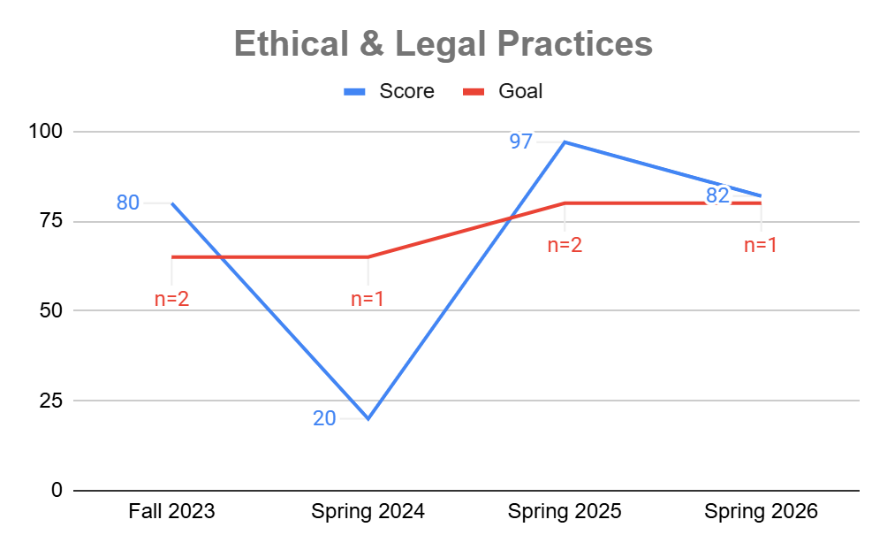 Ethical & Legal Practices
Score Goal
100
75
50
25
0
80
20
97
82
n=2
n=1
n=2
n=1
Fall 2023 Spring 2024 Spring 2025 Spring 2026